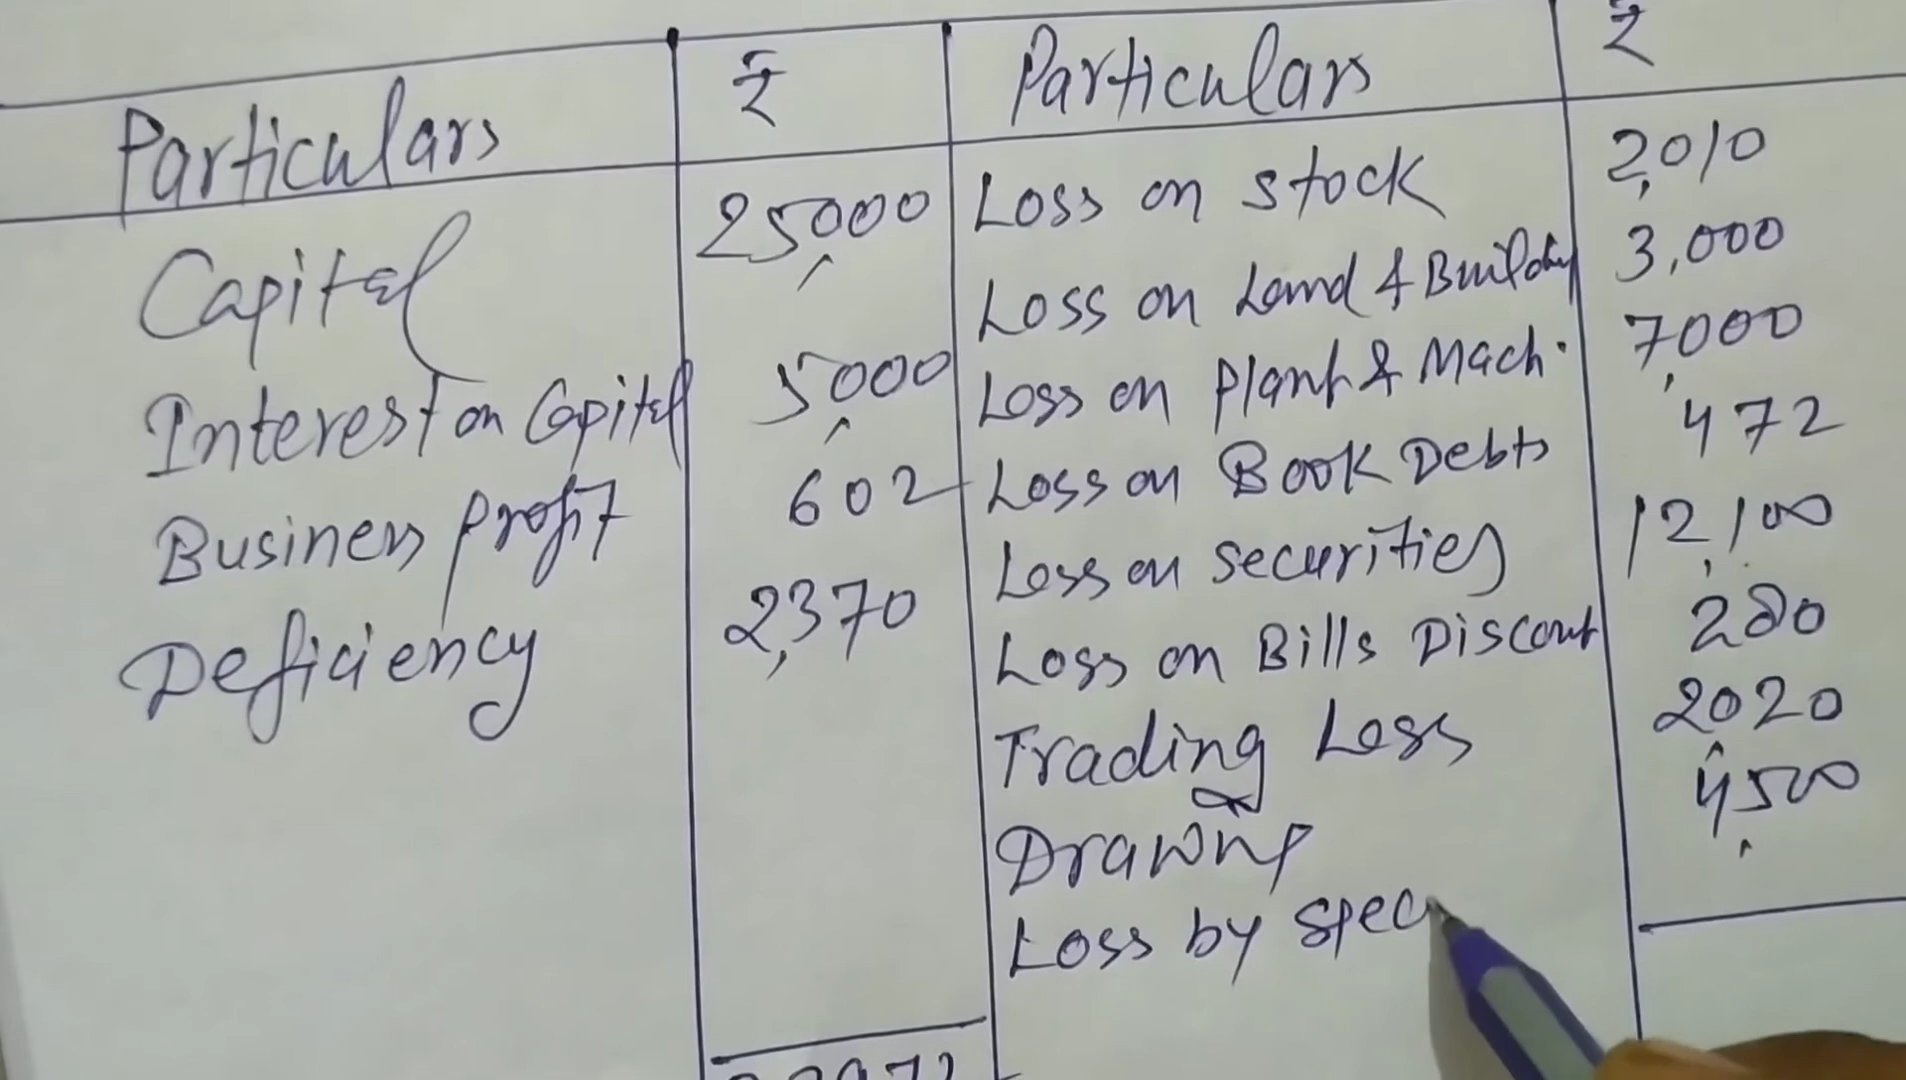 Particulars ₹ Particulars ₹
Capital 25,000 Loss on stock 2,010
Loss on Land & Building 3,000
Interest on Capital 5,000 Loss on Plant & Mach. 7,000
Business profit 602 Loss on Book Debts 472
Deficiency 2,370 Loss on securities 12,100
Loss on Bills Discount 280
Trading Loss 2,020
Drawing 4,500
Loss by spec